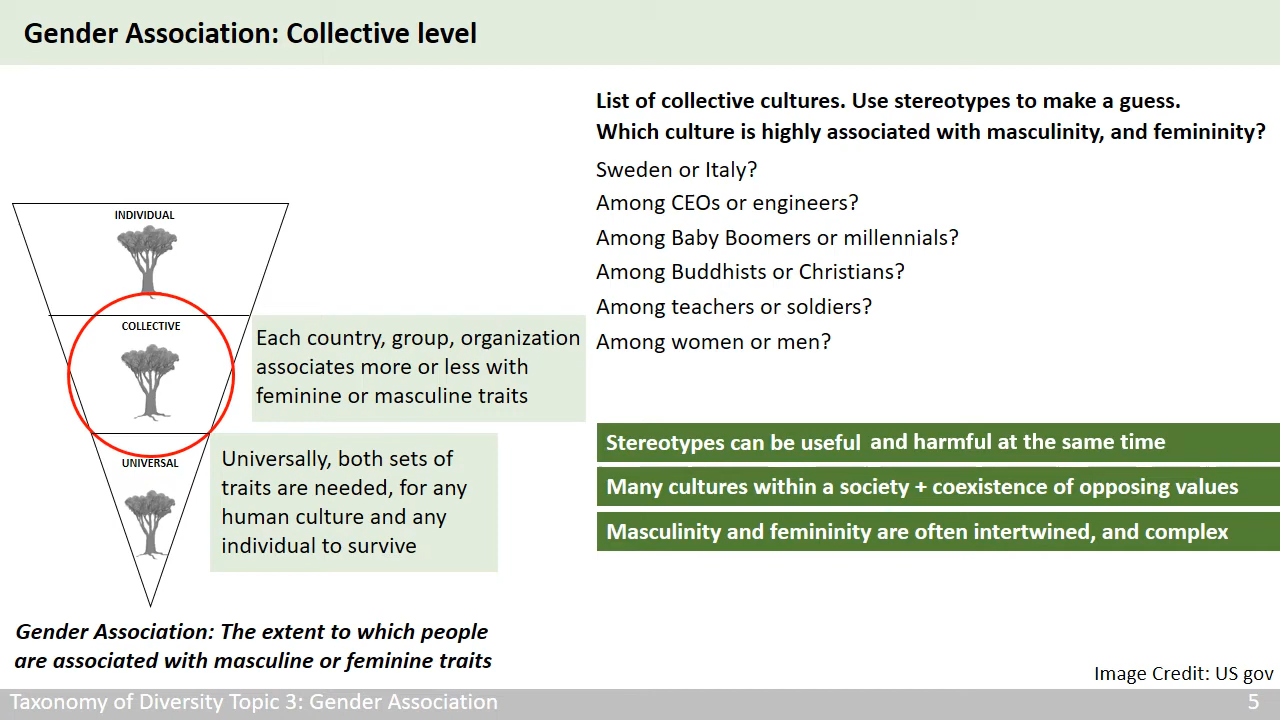 Gender Association: Collective level
List of collective cultures. Use stereotypes to make a guess.
Which culture is highly associated with masculinity, and femininity?
Sweden or Italy?
Among CEOs or engineers?
Among Baby Boomers or millennials?
Among Buddhists or Christians?
Among teachers or soldiers?
Among women or men?
INDIVIDUAL
COLLECTIVE
Each country, group, organization
associates more or less with
feminine or masculine traits
UNIVERSAL
Universally, both sets of
traits are needed, for any
human culture and any
individual to survive
Stereotypes can be useful and harmful at the same time
Many cultures within a society + coexistence of opposing values
Masculinity and femininity are often intertwined, and complex
Gender Association: The extent to which people
are associated with masculine or feminine traits
Image Credit: US gov
Taxonomy of Diversity Topic 3: Gender Association
5